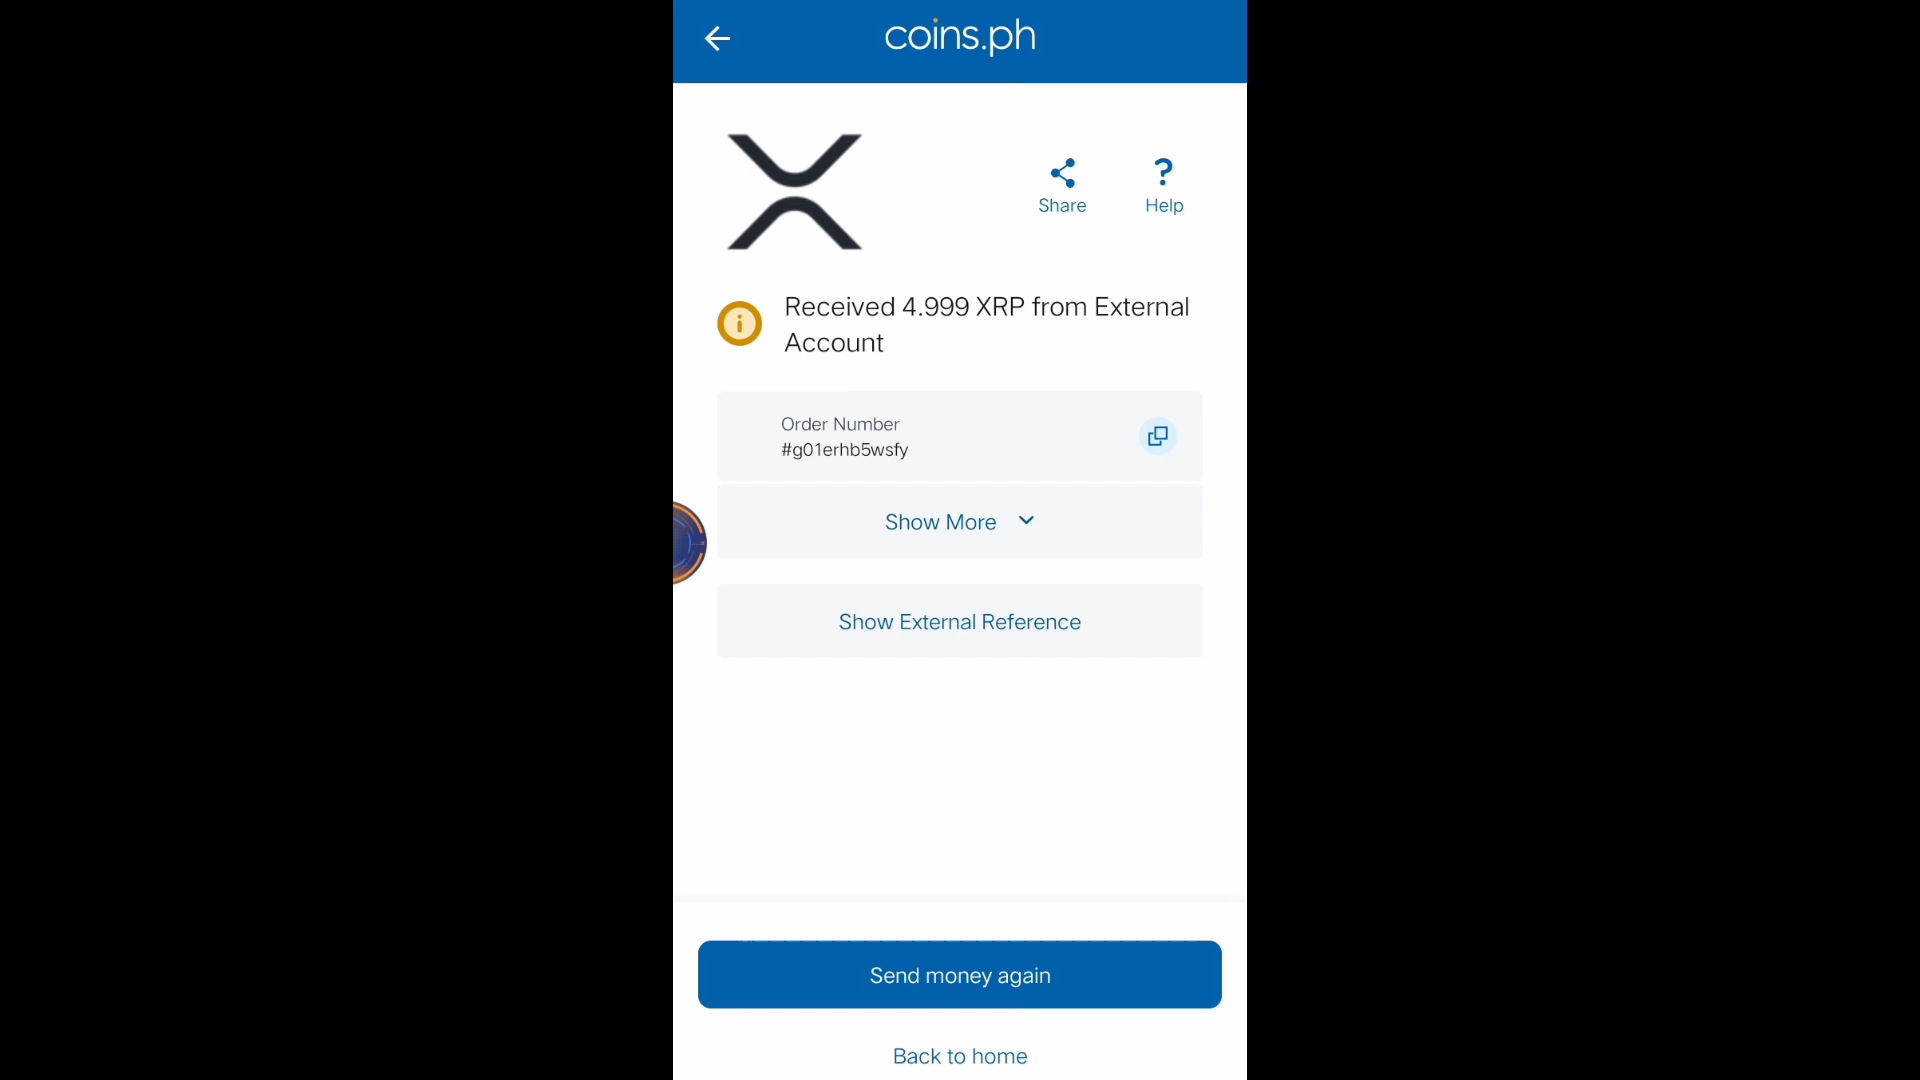 coins.ph
Share
Help
Received 4.999 XRP from External
Account
Order Number
#g01erhb5wsfy
Show More
Show External Reference
Send money again
Back to home